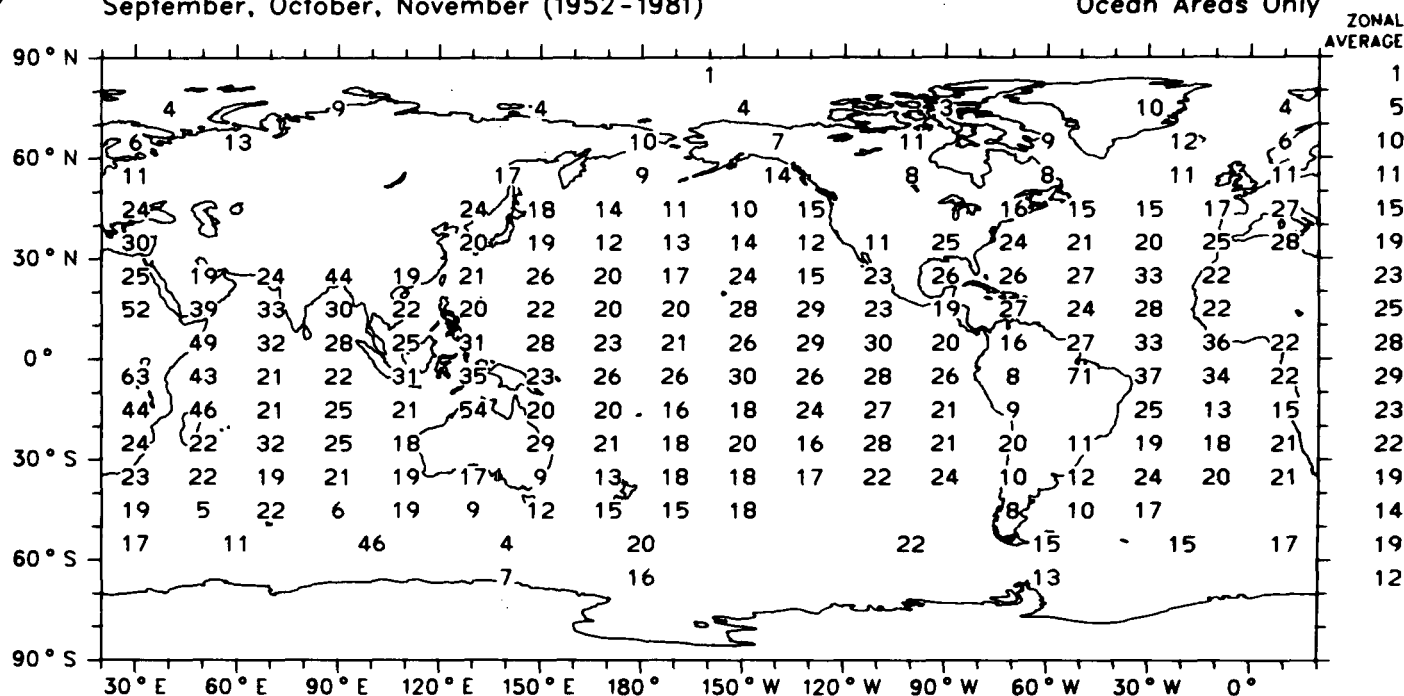 September, October, November (1952-1981) Ocean Areas Only
ZONAL
AVERAGE
90° N
1 1
4 9 4 4 3 10 4 5
6 13 10 7 11 9 12 6 10
60° N
11 17 9 14 8 8 11 11 11
24 24 18 14 11 10 15 16 15 15 17 27 15
30 20 19 12 13 14 12 11 25 24 21 20 25 28 19
30° N
25 19 24 44 19 21 26 20 17 24 15 23 26 26 27 33 22 23
52 39 33 30 22 20 22 20 20 28 29 23 19 27 24 28 22 25
49 32 28 25 31 28 23 21 26 29 30 20 16 27 33 36 22 28
0°
63 43 21 22 31 35 23 26 26 30 26 28 26 8 71 37 34 22 29
44 46 21 25 21 54 20 20 16 18 24 27 21 9 25 13 15 23
24 22 32 25 18 29 21 18 20 16 28 21 20 11 19 18 21 22
30° S
23 22 19 21 19 17 9 13 18 18 17 22 24 10 12 24 20 21 19
19 5 22 6 19 9 12 15 15 18 8 10 17 14
17 11 46 4 20 22 15 15 17 19
60° S
7 16 13 12
90° S
30° E 60° E 90° E 120° E 150° E 180° 150° W 120° W 90° W 60° W 30° W 0°